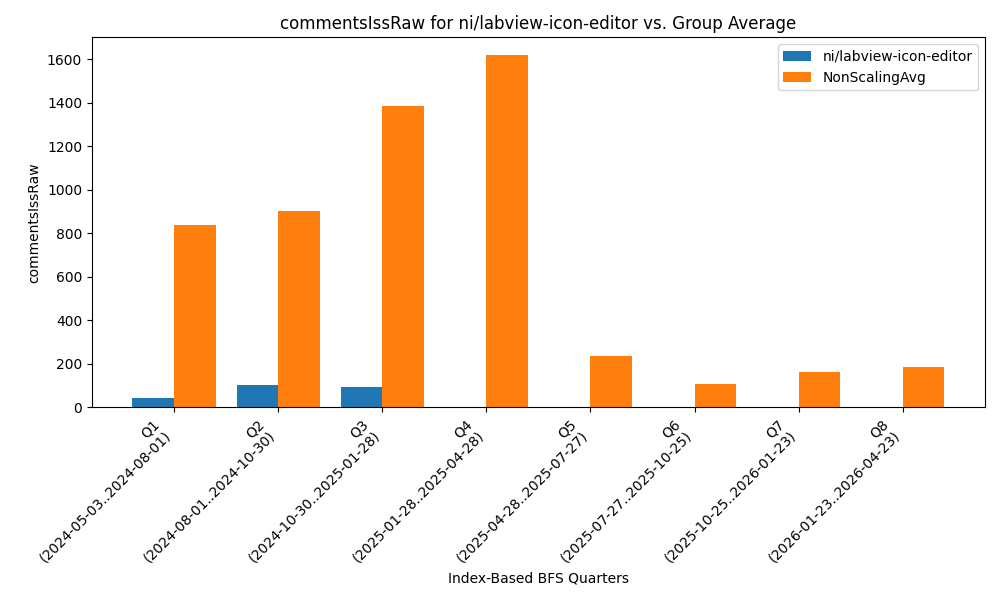 commentsIssRaw for ni/labview-icon-editor vs. Group Average
ni/labview-icon-editor
NonScalingAvg
commentsIssRaw
1600
1400
1200
1000
800
600
400
200
0
Q1
(2024-05-03..2024-08-01)
Q2
(2024-08-01..2024-10-30)
Q3
(2024-10-30..2025-01-28)
Q4
(2025-01-28..2025-04-28)
Q5
(2025-04-28..2025-07-27)
Q6
(2025-07-27..2025-10-25)
Q7
(2025-10-25..2026-01-23)
Q8
(2026-01-23..2026-04-23)
Index-Based BFS Quarters